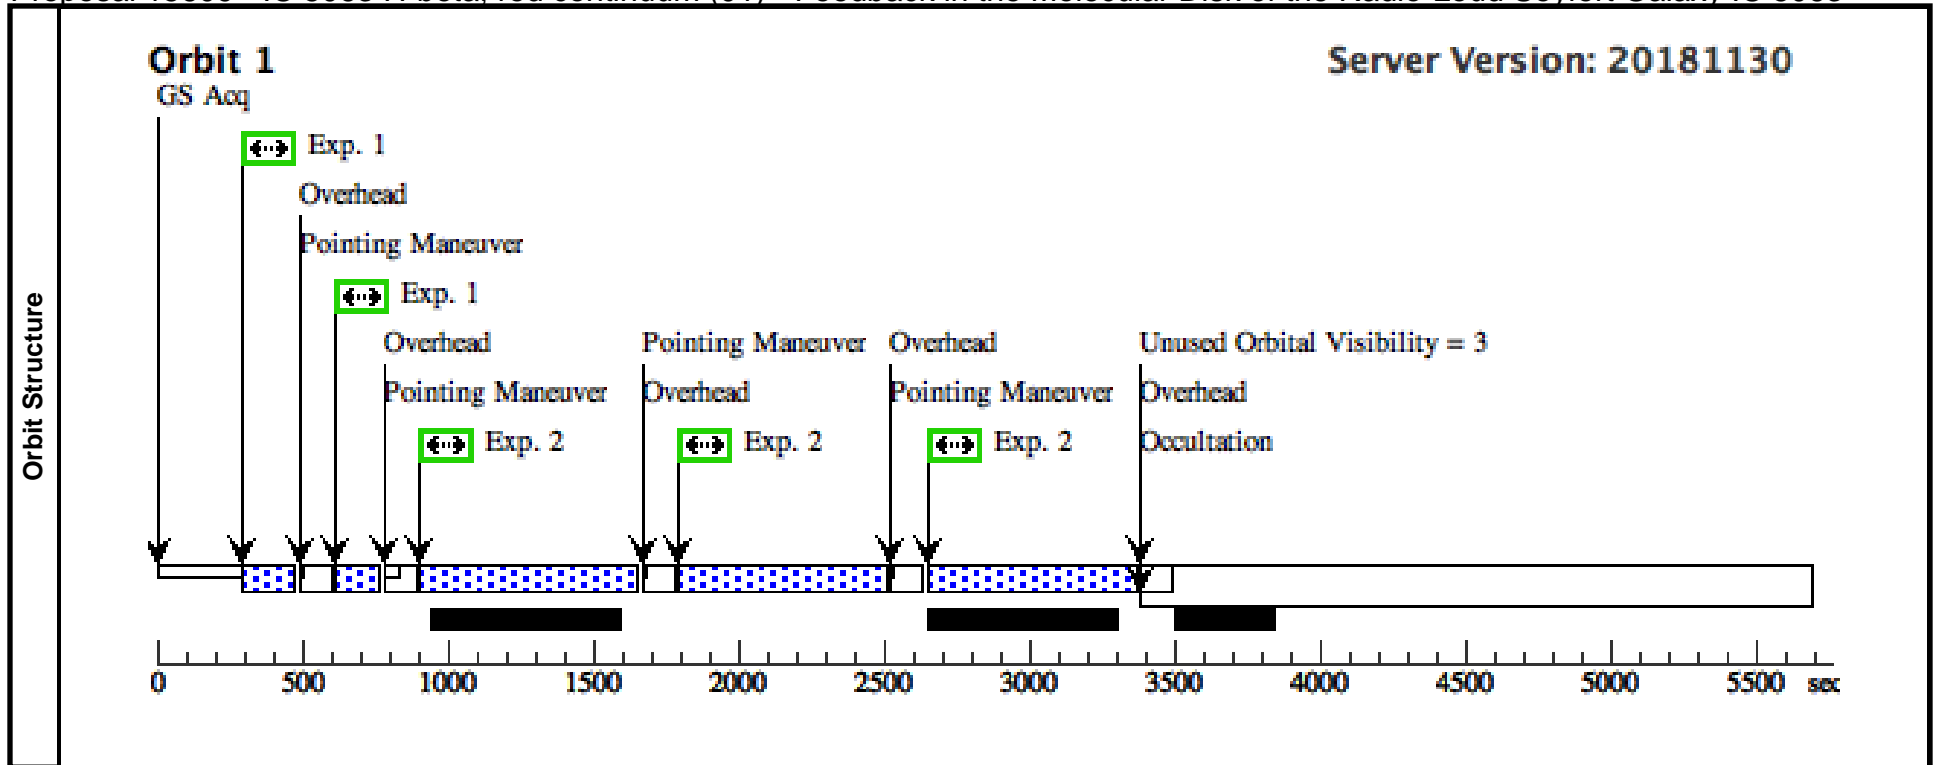 Orbit 1
Server Version: 20181130
GS Acq
Exp. 1
Overhead
Pointing Maneuver
Exp. 1
Overhead
Pointing Maneuver
Overhead
Unused Orbital Visibility = 3
Pointing Maneuver
Overhead
Pointing Maneuver
Overhead
Exp. 2
Exp. 2
Exp. 2
Occultation
Orbit Structure
0 500 1000 1500 2000 2500 3000 3500 4000 4500 5000 5500 sec